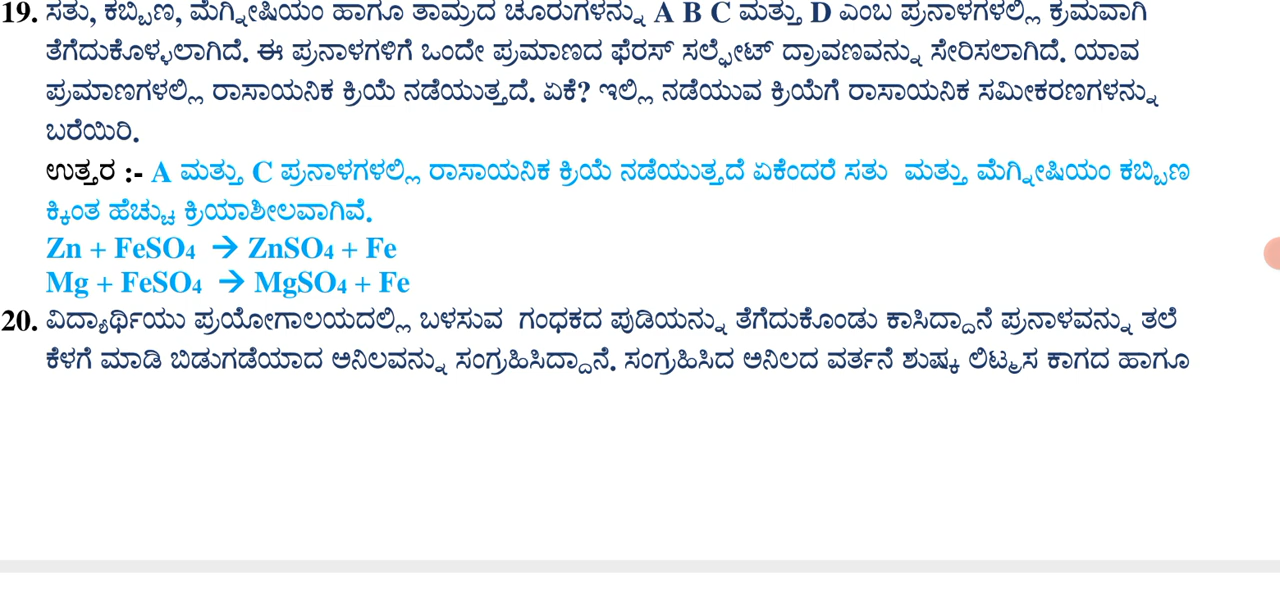 19. ಸತು, ಕಬ್ಬಿಣ, ಮೆಗ್ನೀಷಿಯಂ ಹಾಗೂ ತಾಮ್ರದ ಚೂರುಗಳನ್ನು A B C ಮತ್ತು D ಎಂಬ ಪ್ರನಾಳಗಳಲ್ಲಿ ಕ್ರಮವಾಗಿ
ತೆಗೆದುಕೊಳ್ಳಲಾಗಿದೆ. ಈ ಪ್ರನಾಳಗಳಿಗೆ ಒಂದೇ ಪ್ರಮಾಣದ ಫೆರಸ್ ಸಲ್ಫೇಟ್ ದ್ರಾವಣವನ್ನು ಸೇರಿಸಲಾಗಿದೆ. ಯಾವ
ಪ್ರಮಾಣಗಳಲ್ಲಿ ರಾಸಾಯನಿಕ ಕ್ರಿಯೆ ನಡೆಯುತ್ತದೆ. ಏಕೆ? ಇಲ್ಲಿ ನಡೆಯುವ ಕ್ರಿಯೆಗೆ ರಾಸಾಯನಿಕ ಸಮೀಕರಣಗಳನ್ನು
ಬರೆಯಿರಿ.
ಉತ್ತರ :- A ಮತ್ತು C ಪ್ರನಾಳಗಳಲ್ಲಿ ರಾಸಾಯನಿಕ ಕ್ರಿಯೆ ನಡೆಯುತ್ತದೆ ಏಕೆಂದರೆ ಸತು ಮತ್ತು ಮೆಗ್ನೀಷಿಯಂ ಕಬ್ಬಿಣ
ಕ್ಕಿಂತ ಹೆಚ್ಚು ಕ್ರಿಯಾಶೀಲವಾಗಿವೆ.
Zn + FeSO4 → ZnSO4 + Fe
Mg + FeSO4 → MgSO4 + Fe
20. ವಿದ್ಯಾರ್ಥಿಯು ಪ್ರಯೋಗಾಲಯದಲ್ಲಿ ಬಳಸುವ ಗಂಧಕದ ಪುಡಿಯನ್ನು ತೆಗೆದುಕೊಂಡು ಕಾಸಿದ್ದಾನೆ ಪ್ರನಾಳವನ್ನು ತಲೆ
ಕೆಳಗೆ ಮಾಡಿ ಬಿಡುಗಡೆಯಾದ ಅನಿಲವನ್ನು ಸಂಗ್ರಹಿಸಿದ್ದಾನೆ. ಸಂಗ್ರಹಿಸಿದ ಅನಿಲದ ವರ್ತನೆ ಶುಷ್ಕ ಲಿಟ್ಮಸ ಕಾಗದ ಹಾಗೂ